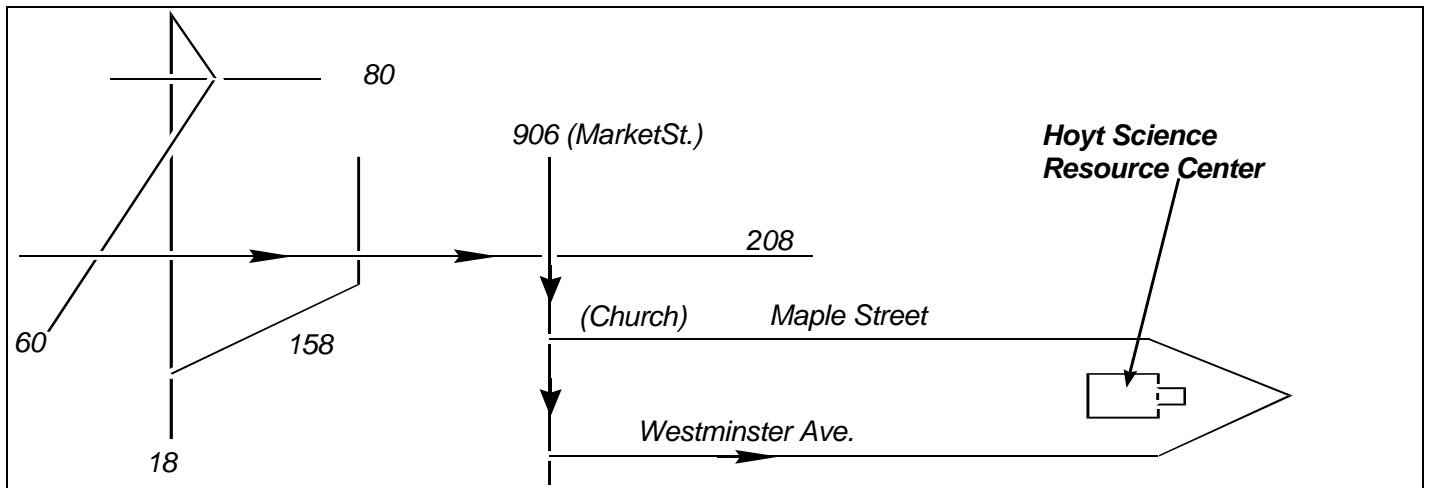 80
906 (MarketSt.)
Hoyt Science
Resource Center
208
(Church)
Maple Street
60
158
Westminster Ave.
18